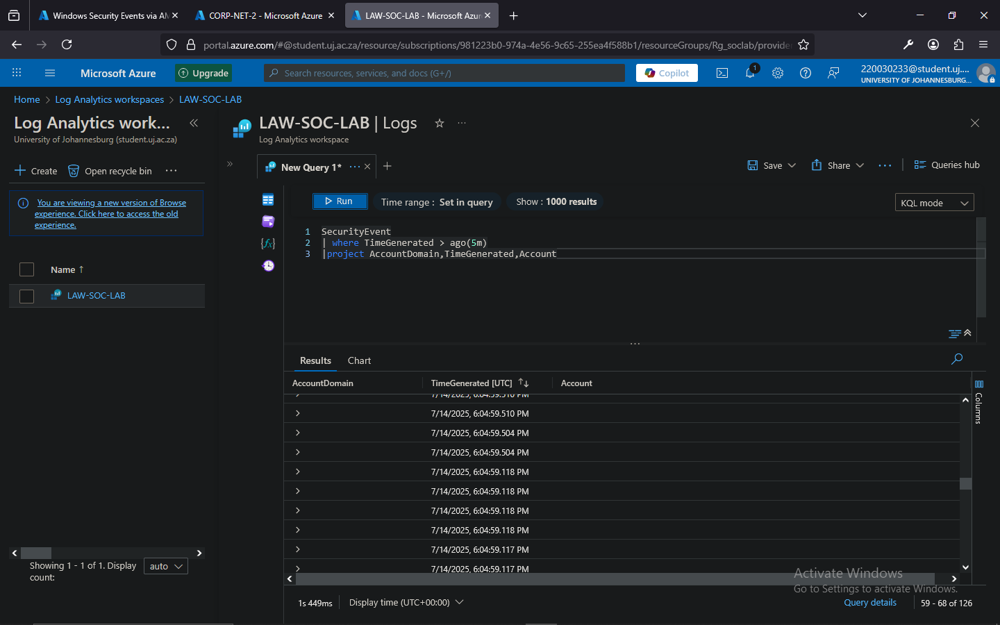 Windows Security Events via AM
CORP-NET-2 - Microsoft Azure
LAW-SOC-LAB - Microsoft Azur
portal.azure.com/#@student.uj.ac.za/resource/subscriptions/981223b0-974a-4e56-9c65-255ea4f588b1/resourceGroups/Rg_soclab/provide
Microsoft Azure
Upgrade
Search resources, services, and docs (G+/)
Copilot
1
220030233@student.uj....
UNIVERSITY OF JOHANNESBURG...
Home > Log Analytics workspaces > LAW-SOC-LAB
Log Analytics work...
University of Johannesburg (student.uj.ac.za)
Create
Open recycle bin
You are viewing a new version of Browse
experience. Click here to access the old
experience.
Name ↑
LAW-SOC-LAB
Showing 1 - 1 of 1. Display
count:
auto
LAW-SOC-LAB | Logs
Log Analytics workspace
New Query 1*
Save
Share
Queries hub
Run
Time range : Set in query
Show : 1000 results
KQL mode
{fx}
1 SecurityEvent
2 | where TimeGenerated > ago(5m)
3 |project AccountDomain,TimeGenerated,Account
Results
Chart
AccountDomain
TimeGenerated [UTC]
Account
Columns
7/14/2025, 6:04:59.510 PM
7/14/2025, 6:04:59.510 PM
7/14/2025, 6:04:59.504 PM
7/14/2025, 6:04:59.504 PM
7/14/2025, 6:04:59.118 PM
7/14/2025, 6:04:59.118 PM
7/14/2025, 6:04:59.118 PM
7/14/2025, 6:04:59.118 PM
7/14/2025, 6:04:59.117 PM
7/14/2025, 6:04:59.117 PM
Activate Windows
Go to Settings to activate Windows.
1s 449ms
Display time (UTC+00:00)
Query details
59 - 68 of 126